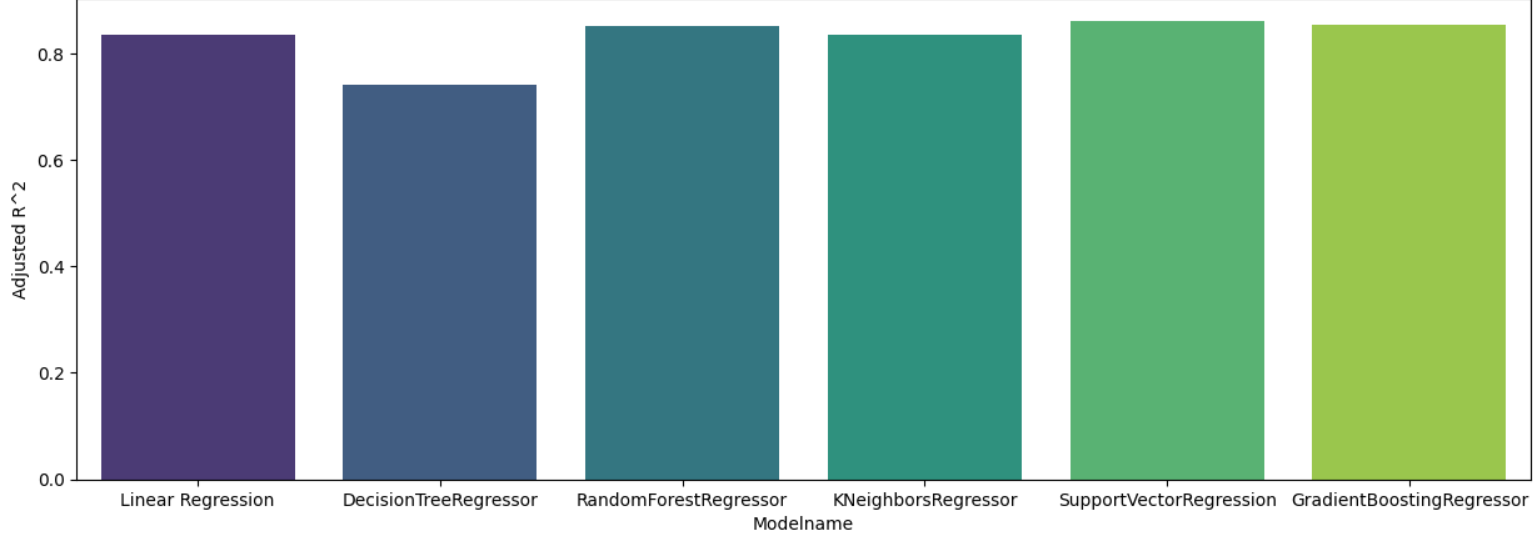 0.8
0.6
0.4
0.2
0.0
Adjusted R^2
Linear Regression
DecisionTreeRegressor
RandomForestRegressor
KNeighborsRegressor
SupportVectorRegression
GradientBoostingRegressor
Modelname